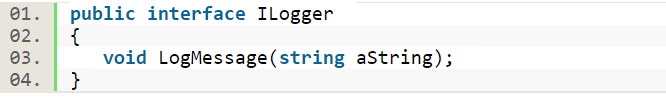 01. public interface ILogger
02. {
03. void LogMessage(string aString);
04. }